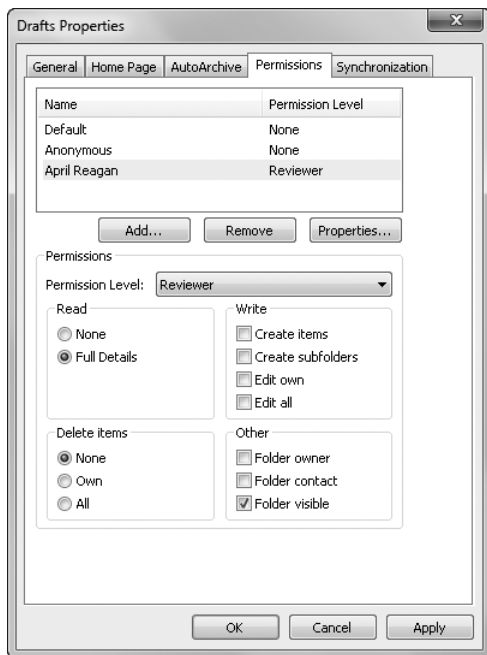 Drafts Properties
X
General Home Page AutoArchive Permissions Synchronization
Name Permission Level
Default None
Anonymous None
April Reagan Reviewer
Add... Remove Properties...
Permissions
Permission Level: Reviewer
Read Write
None Create items
Full Details Create subfolders
Edit own
Edit all
Delete items Other
None Folder owner
Own Folder contact
All Folder visible
OK Cancel Apply